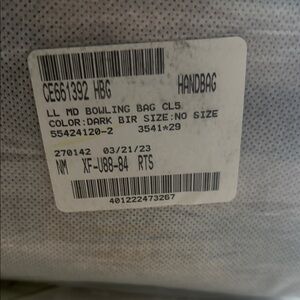 CE661392 HBG HANDBAG
LL MD BOWLING BAG CL5
COLOR:DARK BIR SIZE:NO SIZE
55424120-2 3541*29
270142 03/21/23
NM XF-U88-84 RTS
401222473267